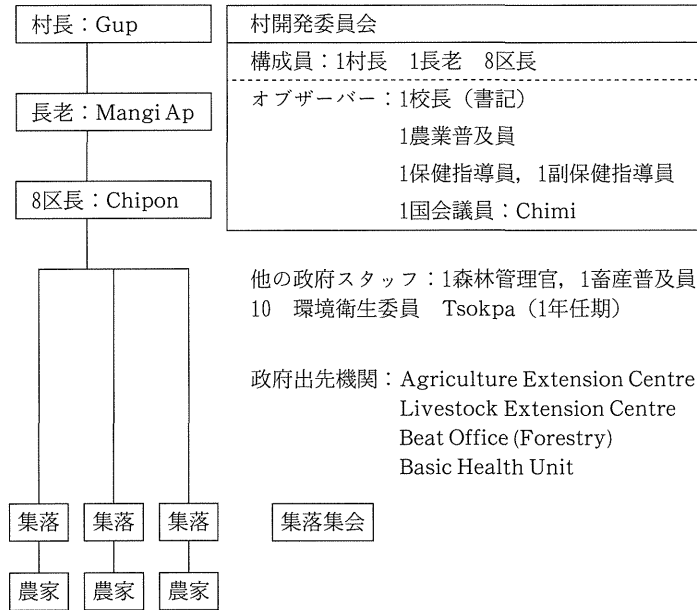 村長：Gup
長老：Mangi Ap
8区長：Chipon
村開発委員会
構成員：1村長　1長老　8区長
オブザーバー：1校長（書記）
1農業普及員
1保健指導員，1副保健指導員
1国会議員：Chimi
他の政府スタッフ：1森林管理官，1畜産普及員
10　環境衛生委員　Tsokpa（1年任期）
政府出先機関：Agriculture Extension Centre
Livestock Extension Centre
Beat Office (Forestry)
Basic Health Unit
集落　集落　集落　集落集会
農家　農家　農家